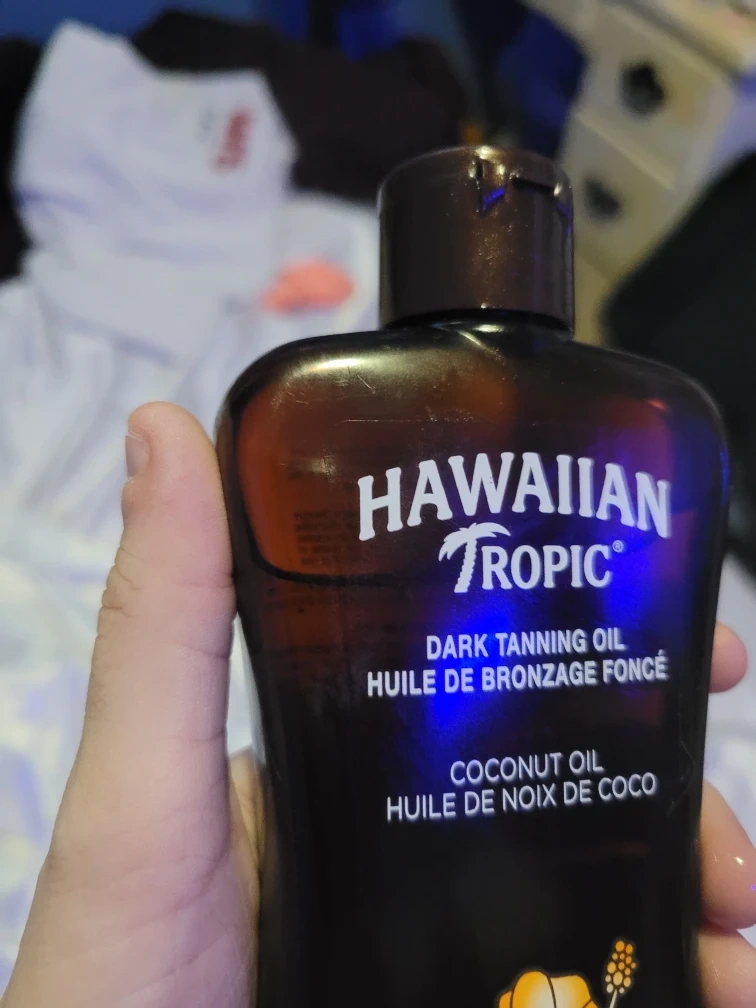 HAWAIIAN
TROPIC®
DARK TANNING OIL
HUILE DE BRONZAGE FONCÉ
COCONUT OIL
HUILE DE NOIX DE COCO